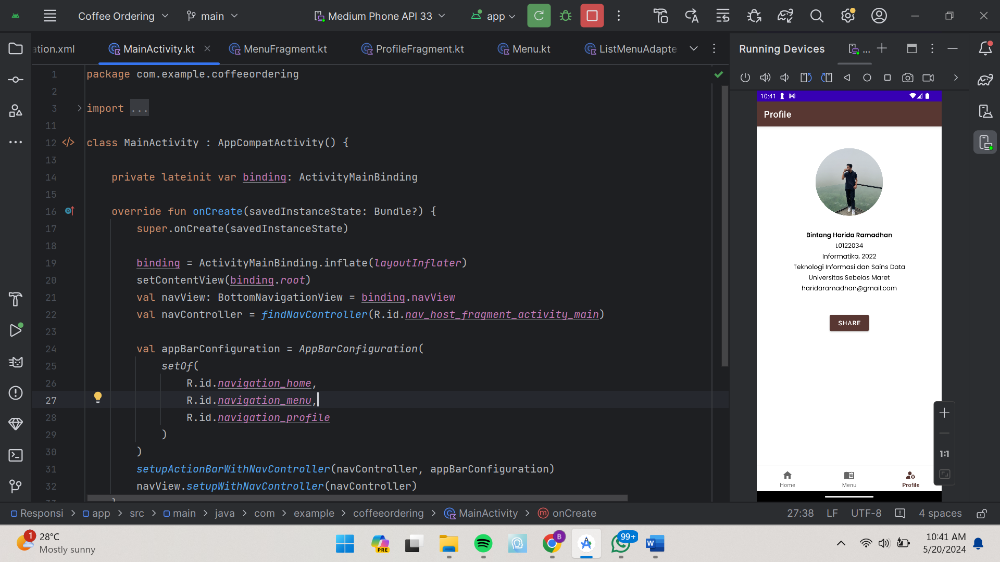 Coffee Ordering
main
Medium Phone API 33
app
ation.xml
MainActivity.kt
MenuFragment.kt
ProfileFragment.kt
Menu.kt
ListMenuAdapte
Running Devices
...
1 package com.example.coffeeordering
2
3 import ...
11
12 class MainActivity : AppCompatActivity() {
13
14 private lateinit var binding: ActivityMainBinding
15
16 override fun onCreate(savedInstanceState: Bundle?) {
17 super.onCreate(savedInstanceState)
18
19 binding = ActivityMainBinding.inflate(layoutInflater)
20 setContentView(binding.root)
21 val navView: BottomNavigationView = binding.navView
22 val navController = findNavController(R.id.nav_host_fragment_activity_main)
23
24 val appBarConfiguration = AppBarConfiguration(
25 setOf(
26 R.id.navigation_home,
27 R.id.navigation_menu,
28 R.id.navigation_profile
29 )
30 )
31 setupActionBarWithNavController(navController, appBarConfiguration)
32 navView.setupWithNavController(navController)
33 }
10:41
Profile
Bintang Harida Ramadhan
L0122034
Informatika, 2022
Teknologi Informasi dan Sains Data
Universitas Sebelas Maret
haridaramadhan@gmail.com
SHARE
Home
Menu
Profile
1:1
Responsi > app > src > main > java > com > example > coffeeordering > MainActivity > onCreate
27:38
LF
UTF-8
4 spaces
1
28°C
Mostly sunny
PRE
B
99+
W
10:41 AM
5/20/2024